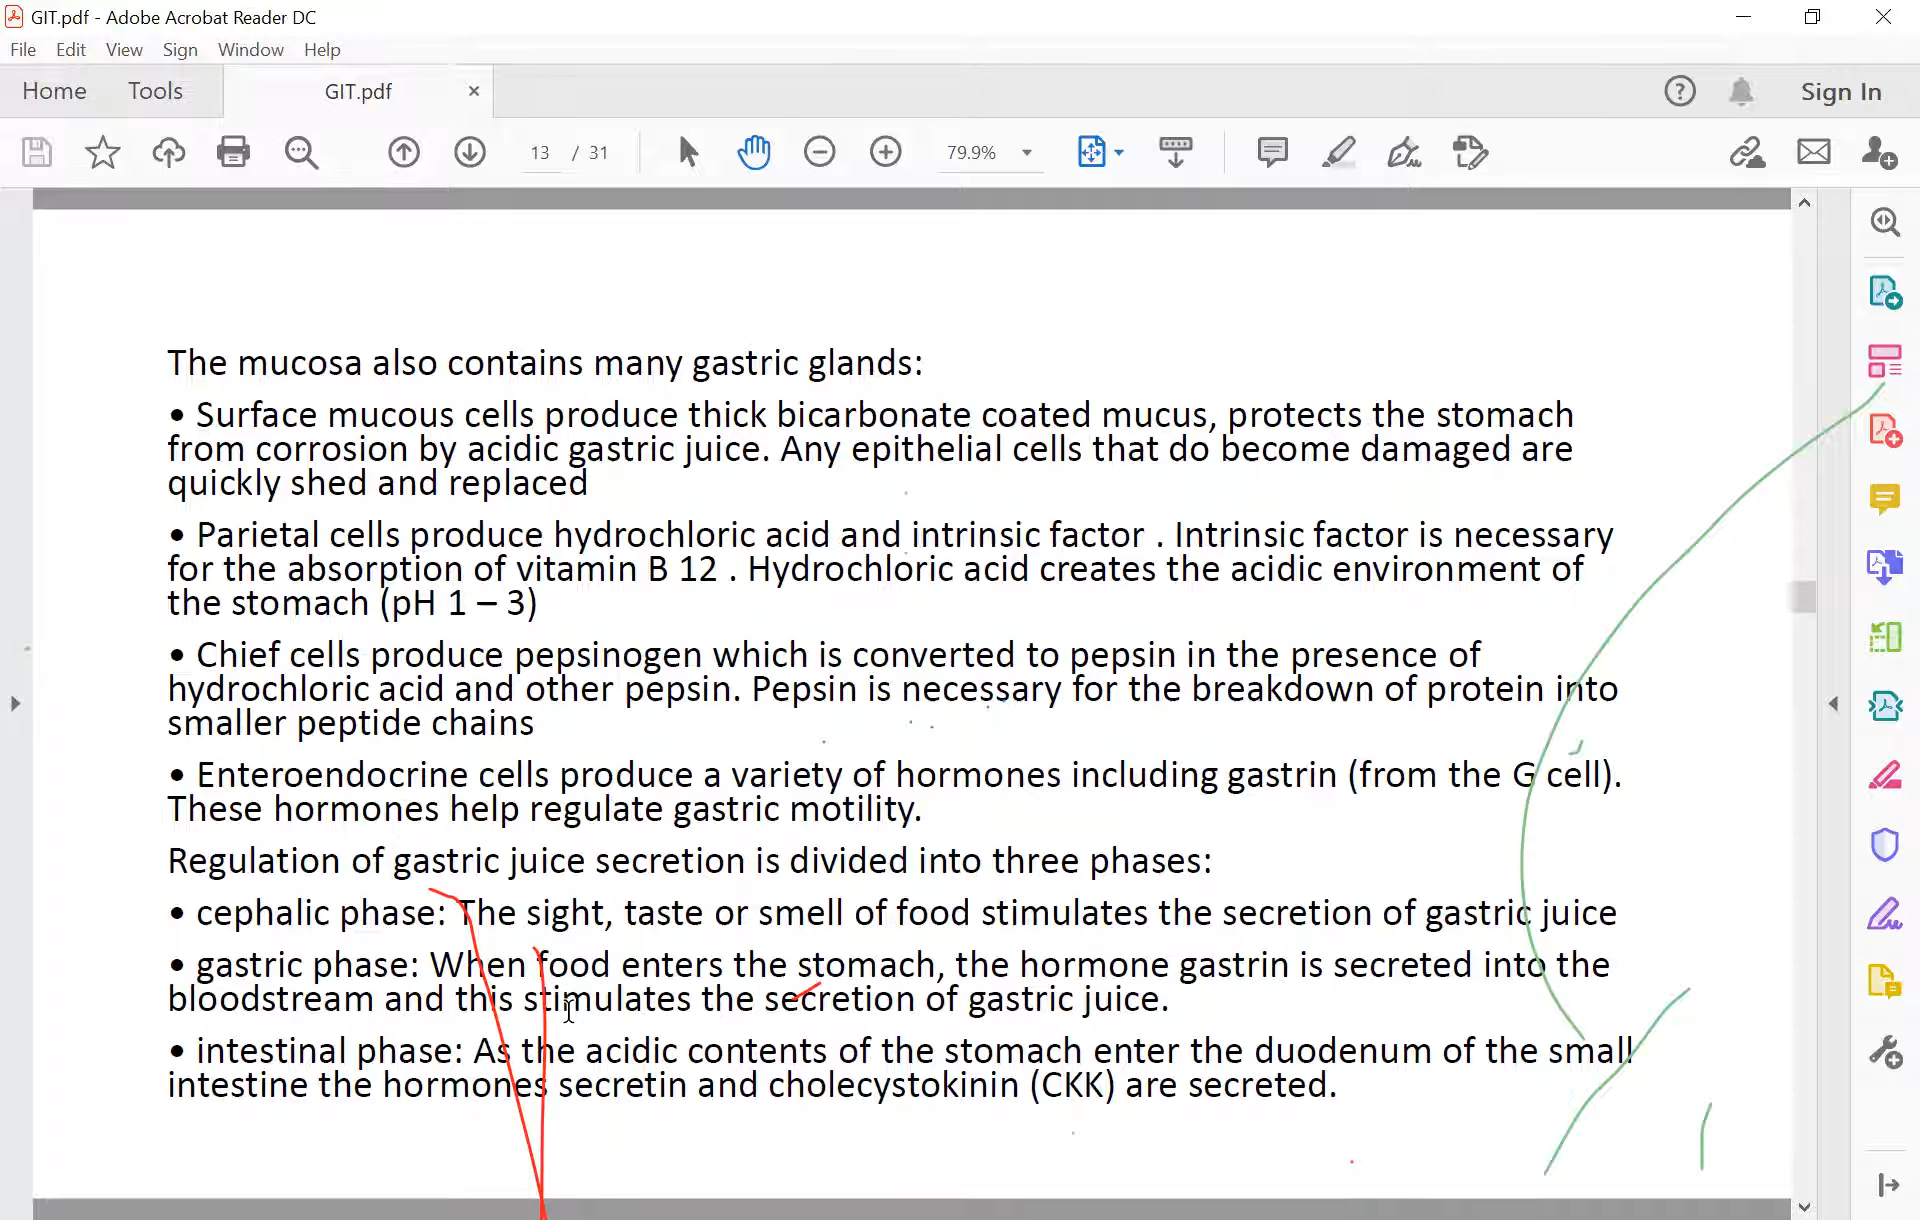 GIT.pdf - Adobe Acrobat Reader DC
File Edit View Sign Window Help
Home Tools GIT.pdf × Sign In
13 / 31 79.9%
The mucosa also contains many gastric glands:
• Surface mucous cells produce thick bicarbonate coated mucus, protects the stomach
from corrosion by acidic gastric juice. Any epithelial cells that do become damaged are
quickly shed and replaced
• Parietal cells produce hydrochloric acid and intrinsic factor . Intrinsic factor is necessary
for the absorption of vitamin B 12 . Hydrochloric acid creates the acidic environment of
the stomach (pH 1 – 3)
• Chief cells produce pepsinogen which is converted to pepsin in the presence of
hydrochloric acid and other pepsin. Pepsin is necessary for the breakdown of protein into
smaller peptide chains
• Enteroendocrine cells produce a variety of hormones including gastrin (from the G cell).
These hormones help regulate gastric motility.
Regulation of gastric juice secretion is divided into three phases:
• cephalic phase: The sight, taste or smell of food stimulates the secretion of gastric juice
• gastric phase: When food enters the stomach, the hormone gastrin is secreted into the
bloodstream and this stimulates the secretion of gastric juice.
• intestinal phase: As the acidic contents of the stomach enter the duodenum of the small
intestine the hormones secretin and cholecystokinin (CKK) are secreted.